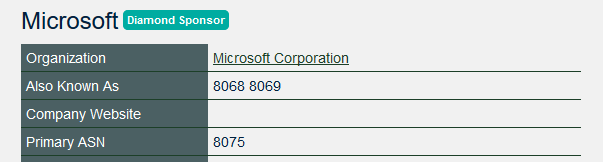 Microsoft Diamond Sponsor
Organization Microsoft Corporation
Also Known As 8068 8069
Company Website
Primary ASN 8075